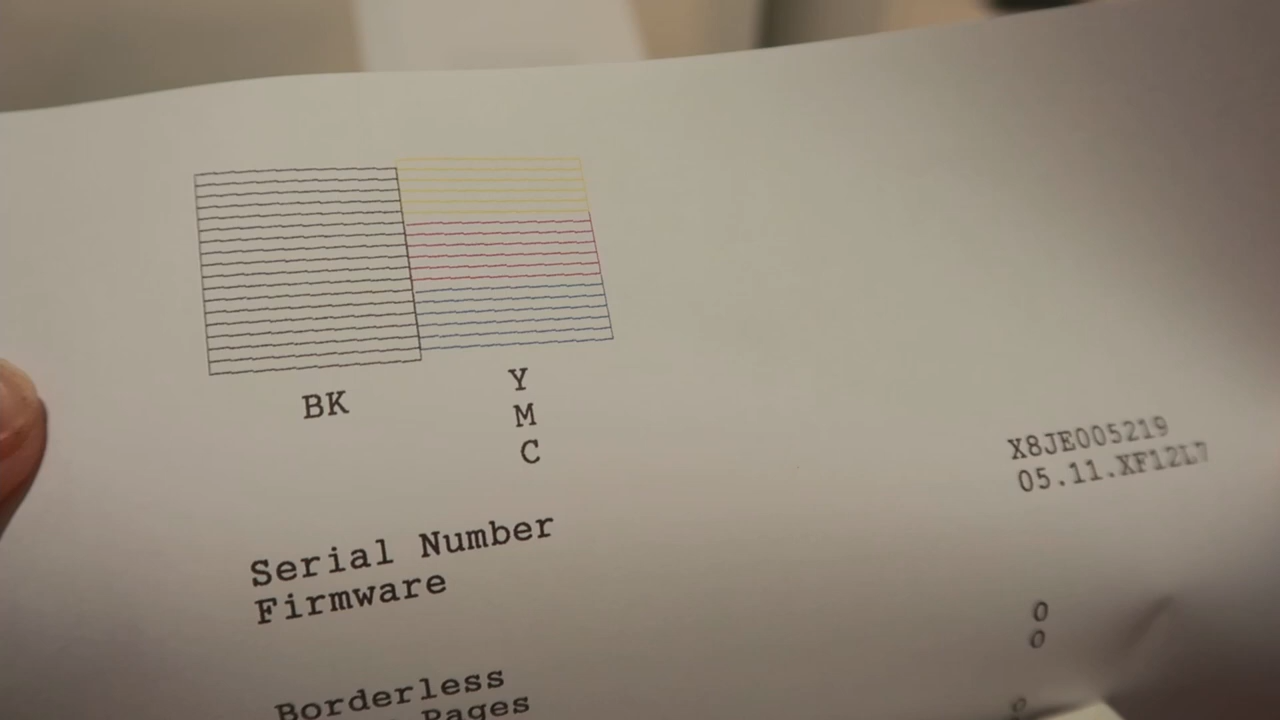 BK
Y
M
C
Serial Number X8JE005219
Firmware 05.11.XF12L7
0
0
Borderless
Pages